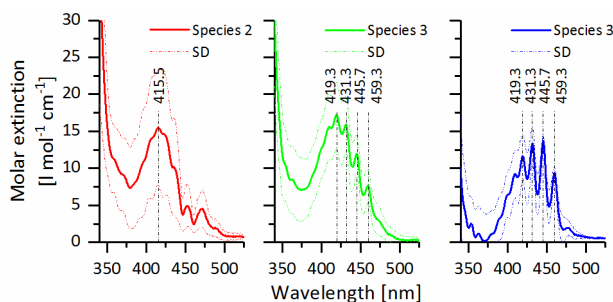 Molar extinction
[l mol⁻¹ cm⁻¹]
30
25
20
15
10
5
0
Species 2
SD
415.5
350 400 450 500
Species 3
SD
419.3
431.3
445.7
459.3
350 400 450 500
Species 3
SD
419.3
431.3
445.7
459.3
350 400 450 500
Wavelength [nm]